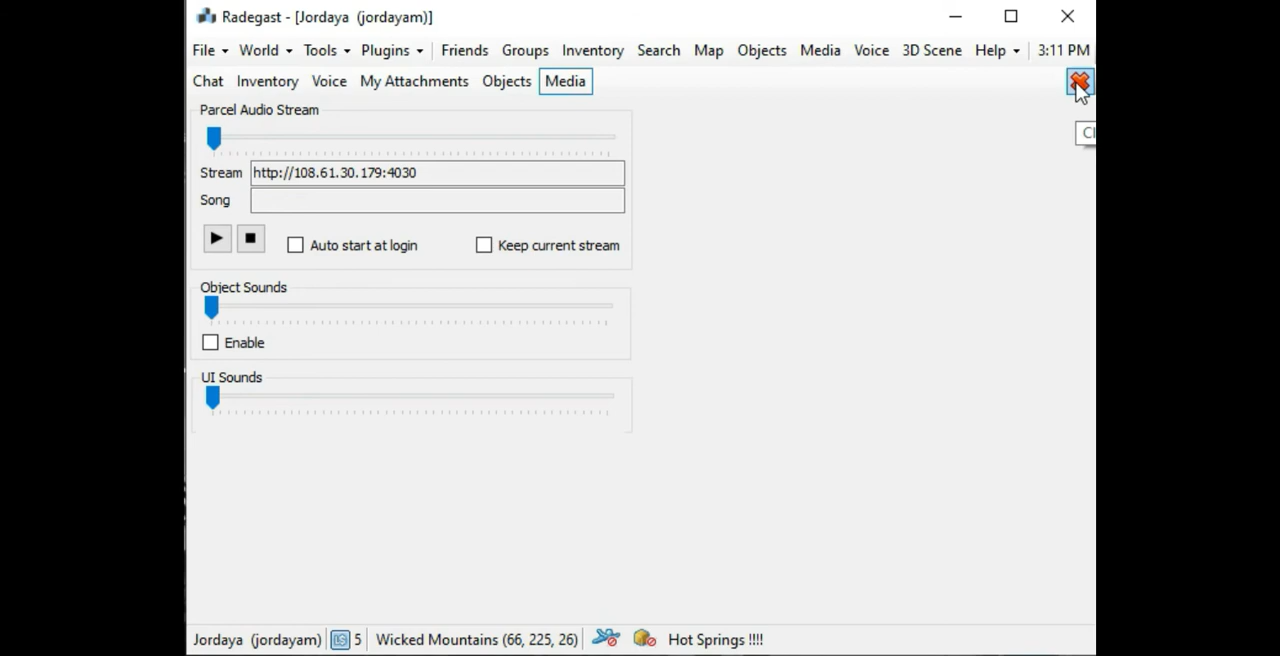 Radegast - [Jordaya (jordayam)]
File World Tools Plugins Friends Groups Inventory Search Map Objects Media Voice 3D Scene Help 3:11 PM
Chat Inventory Voice My Attachments Objects Media
Parcel Audio Stream
Stream http://108.61.30.179:4030
Song
Auto start at login Keep current stream
Object Sounds
Enable
UI Sounds
Jordaya (jordayam) L$ 5 Wicked Mountains (66, 225, 26) Hot Springs !!!!